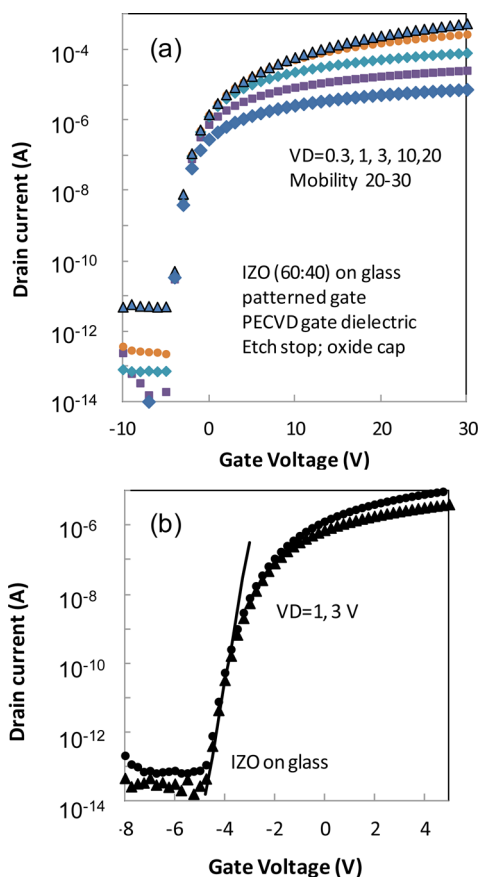 (a)
10⁻⁴
10⁻⁶
10⁻⁸
10⁻¹⁰
10⁻¹²
10⁻¹⁴
Drain current (A)
VD=0.3, 1, 3, 10,20
Mobility 20-30
IZO (60:40) on glass
patterned gate
PECVD gate dielectric
Etch stop; oxide cap
-10 0 10 20 30
Gate Voltage (V)
(b)
10⁻⁶
10⁻⁸
10⁻¹⁰
10⁻¹²
10⁻¹⁴
Drain current (A)
VD=1, 3 V
IZO on glass
-8 -6 -4 -2 0 2 4
Gate Voltage (V)